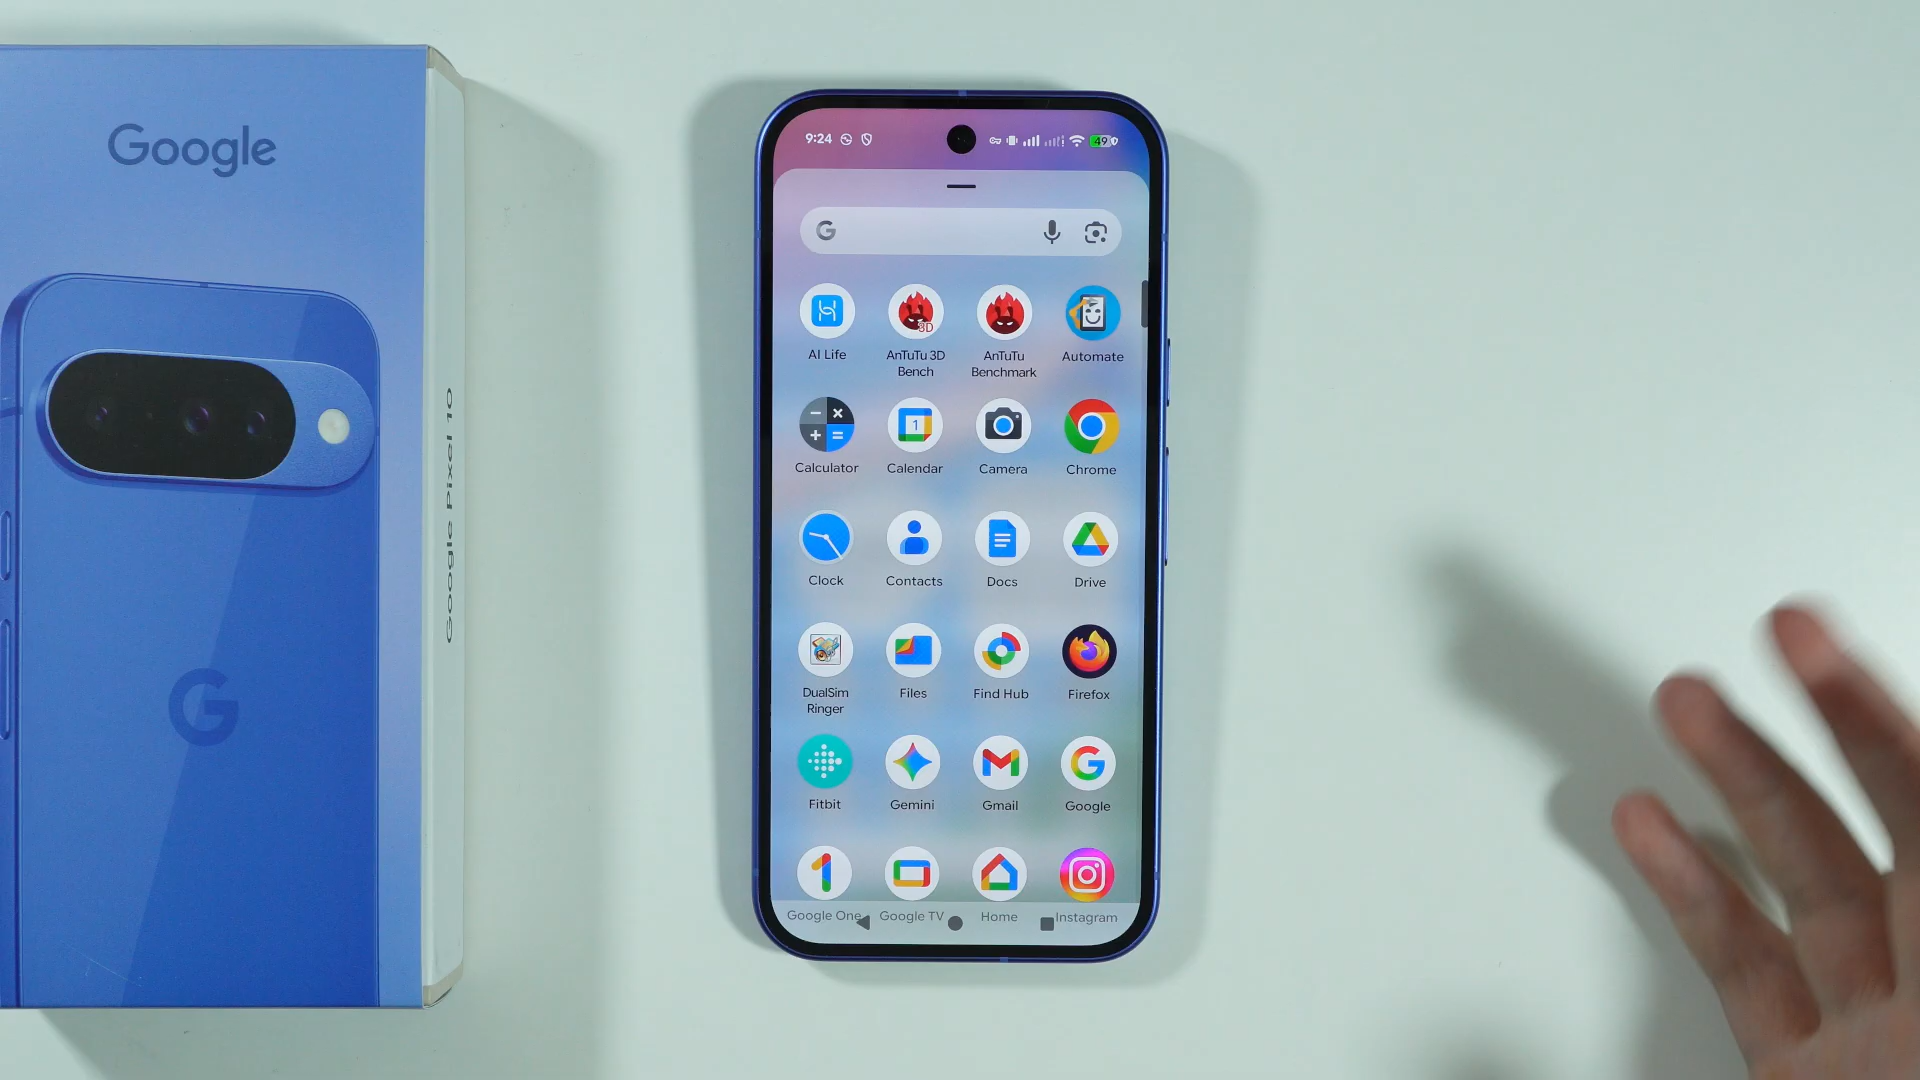 Google
Google Pixel 10
9:24
49
AI Life
AnTuTu 3D
Bench
AnTuTu
Benchmark
Automate
Calculator
Calendar
Camera
Chrome
Clock
Contacts
Docs
Drive
DualSim
Ringer
Files
Find Hub
Firefox
Fitbit
Gemini
Gmail
Google
Google One
Google TV
Home
Instagram